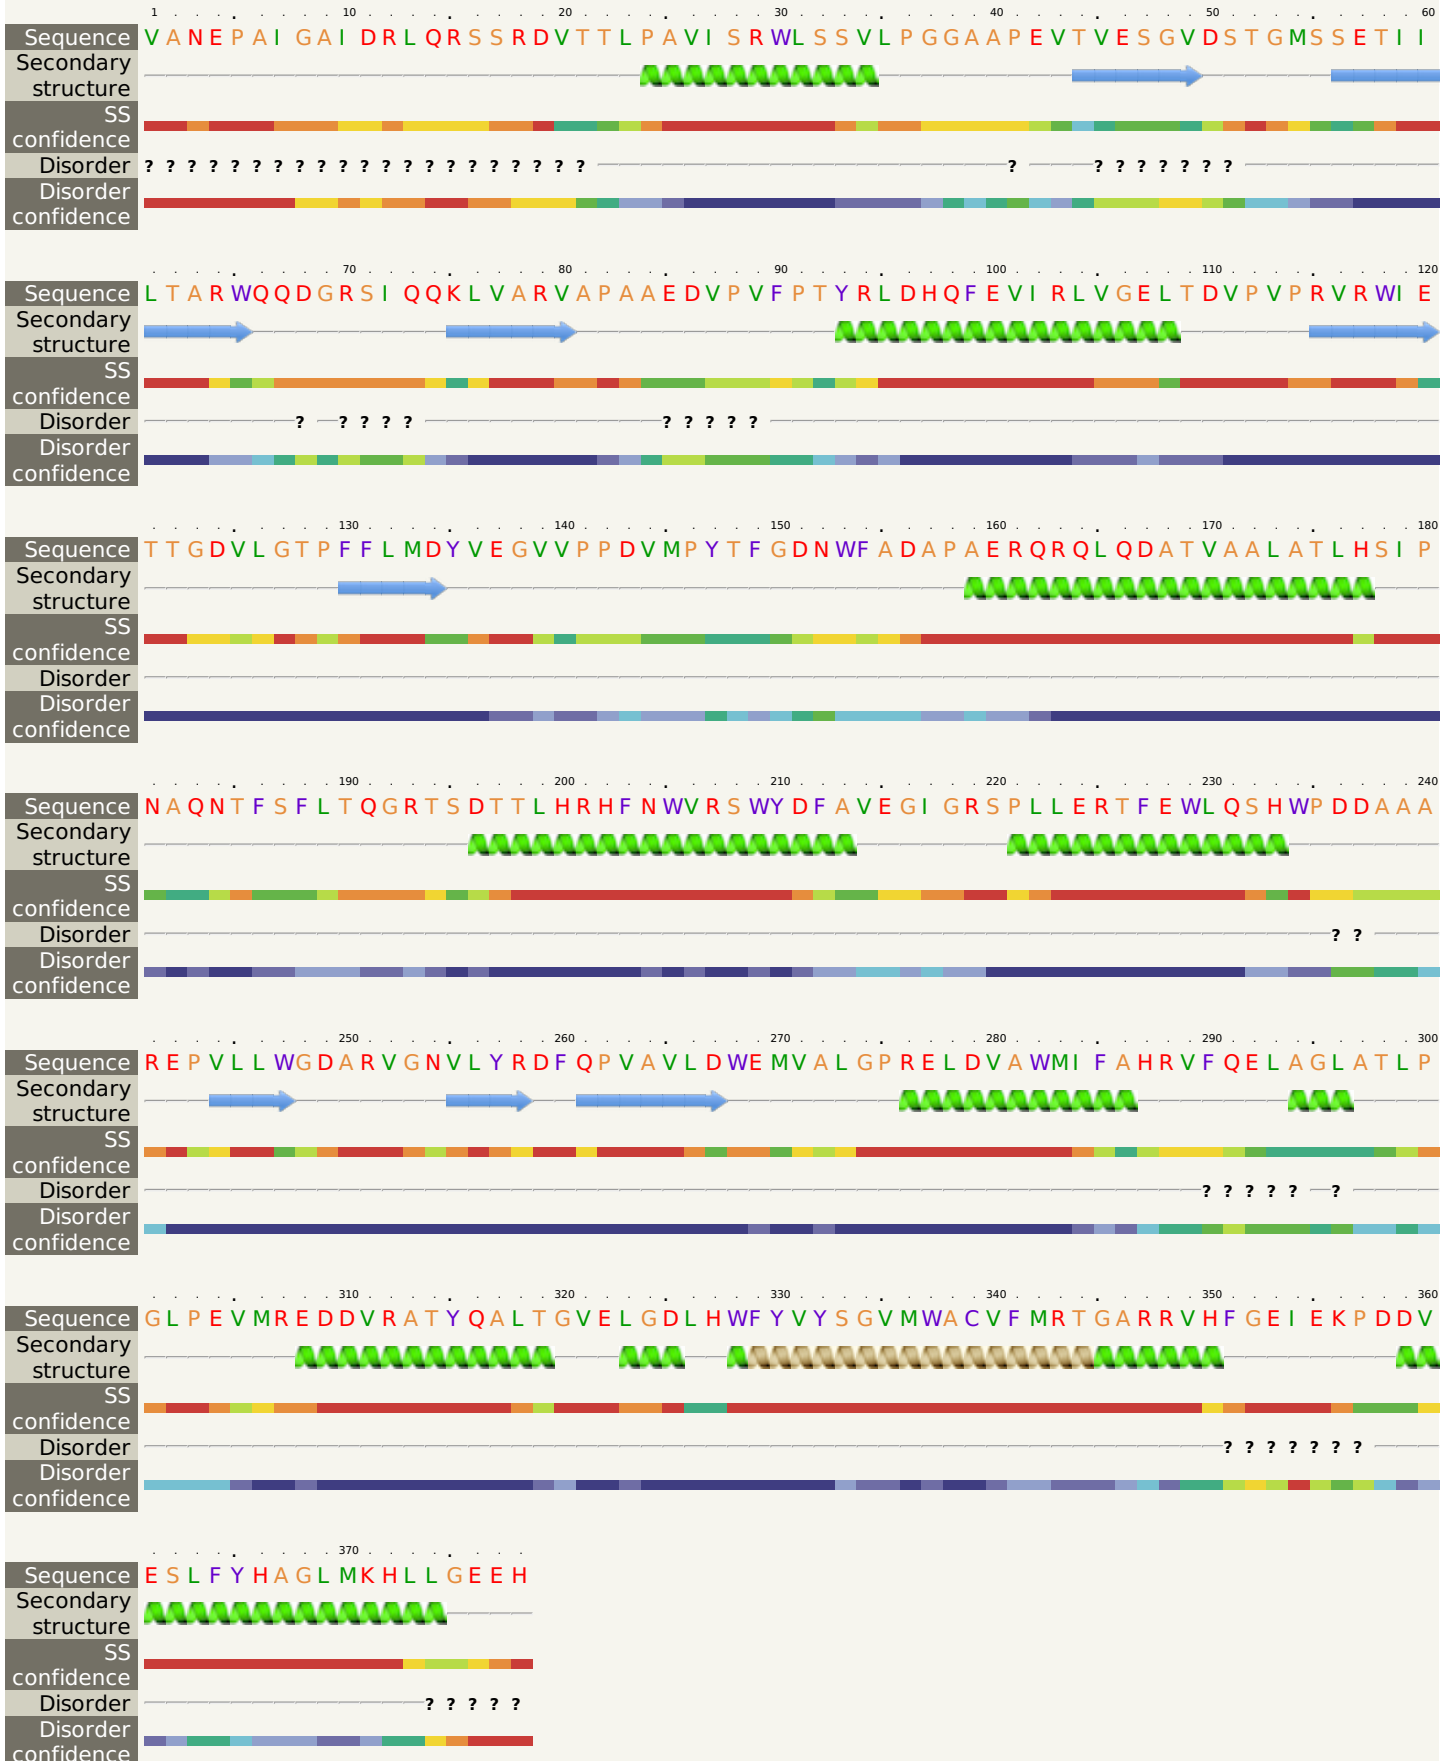 1 10 20 30 40 50 60
Sequence V A N E P A I G A I D R L Q R S S R D V T T L P A V I S R W L S S V L P G G A A P E V T V E S G V D S T G M S S E T I I
Secondary
structure
SS
confidence
Disorder ? ? ? ? ? ? ? ? ? ? ? ? ? ? ? ? ? ? ? ? ? ? ? ? ? ? ? ? ?
Disorder
confidence
70 80 90 100 110 120
Sequence L T A R W Q Q D G R S I Q Q K L V A R V A P A A E D V P V F P T Y R L D H Q F E V I R L V G E L T D V P V P R V R W I E
Secondary
structure
SS
confidence
Disorder ? ? ? ? ? ? ? ? ? ?
Disorder
confidence
130 140 150 160 170 180
Sequence T T G D V L G T P F F L M D Y V E G V V P P D V M P Y T F G D N W F A D A P A E R Q R Q L Q D A T V A A L A T L H S I P
Secondary
structure
SS
confidence
Disorder
Disorder
confidence
190 200 210 220 230 240
Sequence N A Q N T F S F L T Q G R T S D T T L H R H F N W V R S W Y D F A V E G I G R S P L L E R T F E W L Q S H W P D D A A A
Secondary
structure
SS
confidence
Disorder ? ?
Disorder
confidence
250 260 270 280 290 300
Sequence R E P V L L W G D A R V G N V L Y R D F Q P V A V L D W E M V A L G P R E L D V A W M I F A H R V F Q E L A G L A T L P
Secondary
structure
SS
confidence
Disorder ? ? ? ? ? ?
Disorder
confidence
310 320 330 340 350 360
Sequence G L P E V M R E D D V R A T Y Q A L T G V E L G D L H W F Y V Y S G V M W A C V F M R T G A R R V H F G E I E K P D D V
Secondary
structure
SS
confidence
Disorder ? ? ? ? ? ? ?
Disorder
confidence
370
Sequence E S L F Y H A G L M K H L L G E E H
Secondary
structure
SS
confidence
Disorder ? ? ? ? ?
Disorder
confidence